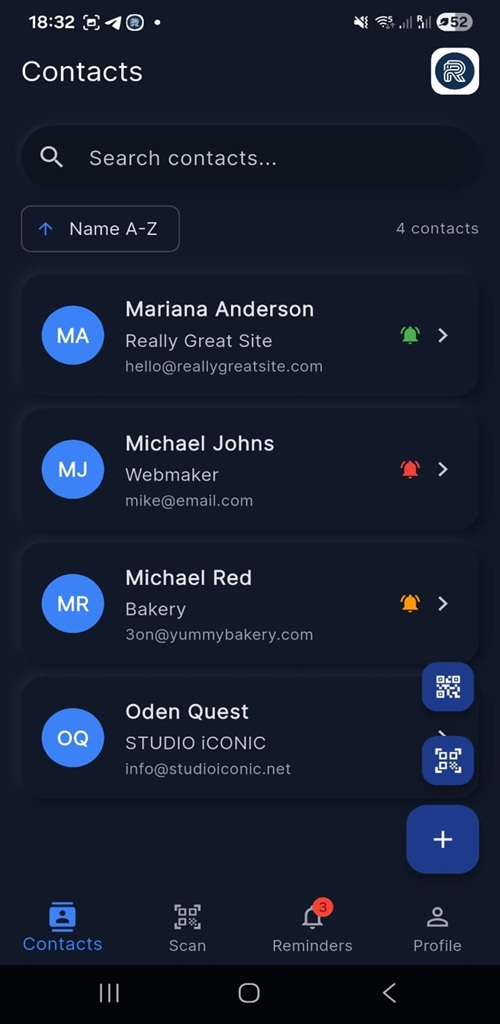 18:32
52
Contacts
Search contacts...
Name A-Z
4 contacts
MA
Mariana Anderson
Really Great Site
hello@reallygreatsite.com
MJ
Michael Johns
Webmaker
mike@email.com
MR
Michael Red
Bakery
3on@yummybakery.com
OQ
Oden Quest
STUDIO iCONIC
info@studioiconic.net
3
Contacts
Scan
Reminders
Profile